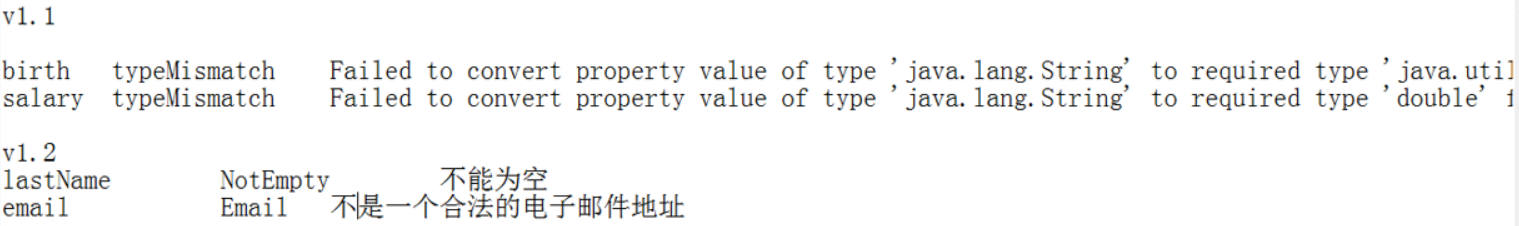 v1.1
birth typeMismatch Failed to convert property value of type 'java.lang.String' to required type 'java.util
salary typeMismatch Failed to convert property value of type 'java.lang.String' to required type 'double'
v1.2
lastName NotEmpty 不能为空
email Email 不是一个合法的电子邮件地址